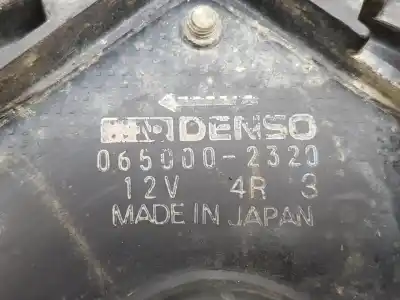 DENSO
065000-2320
12V 4R 3
MADE IN JAPAN